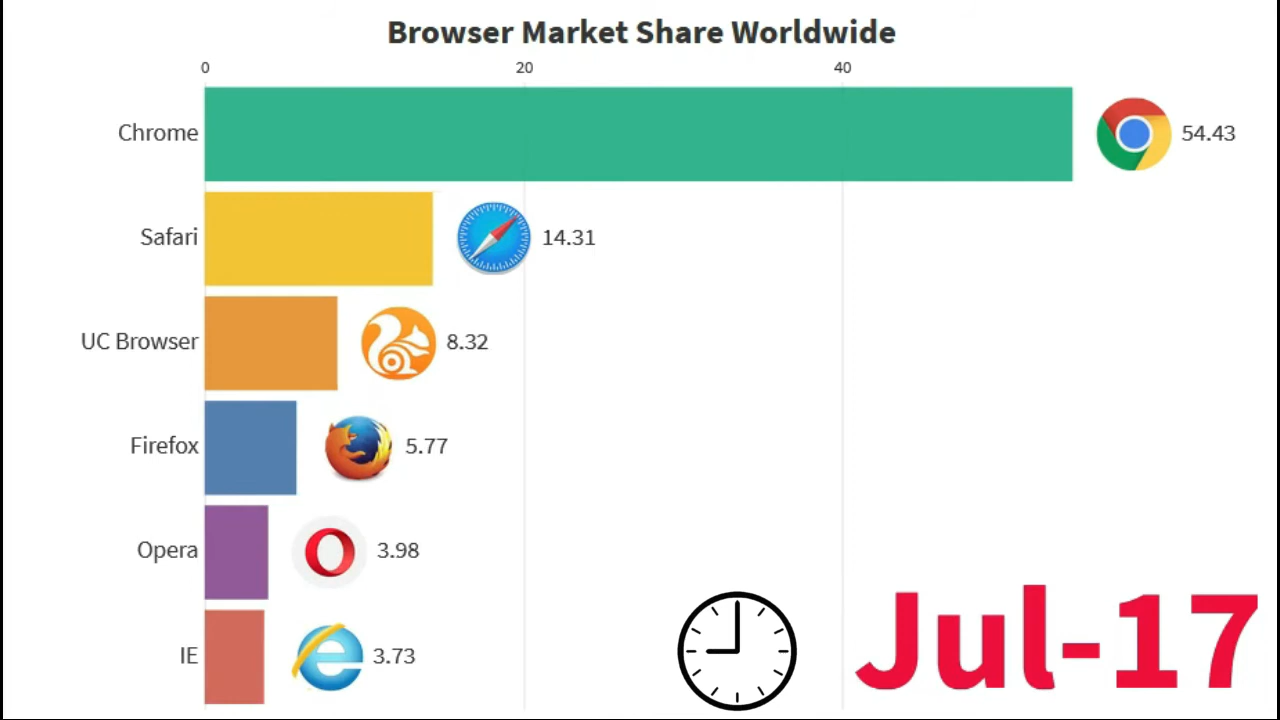 Browser Market Share Worldwide
0 20 40
Chrome 54.43
Safari 14.31
UC Browser 8.32
Firefox 5.77
Opera 3.98
IE 3.73
Jul-17